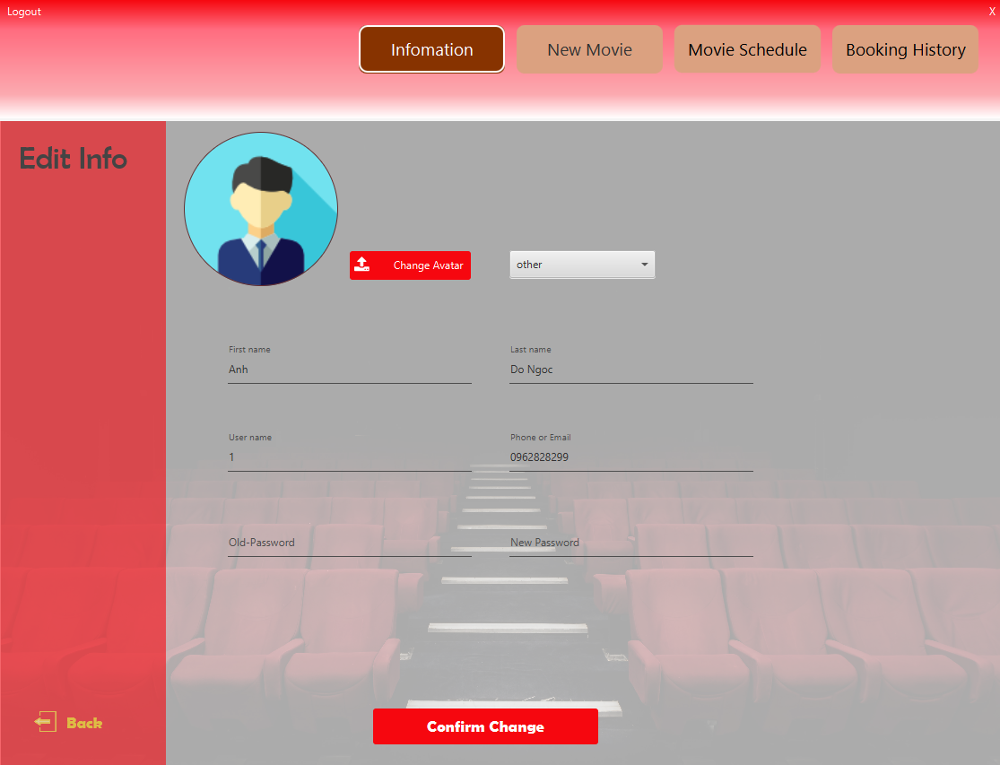 Logout
X
Infomation
New Movie
Movie Schedule
Booking History
Edit Info
Change Avatar
other
First name
Last name
Anh
Do Ngoc
User name
Phone or Email
1
0962828299
Old-Password
New Password
Back
Confirm Change